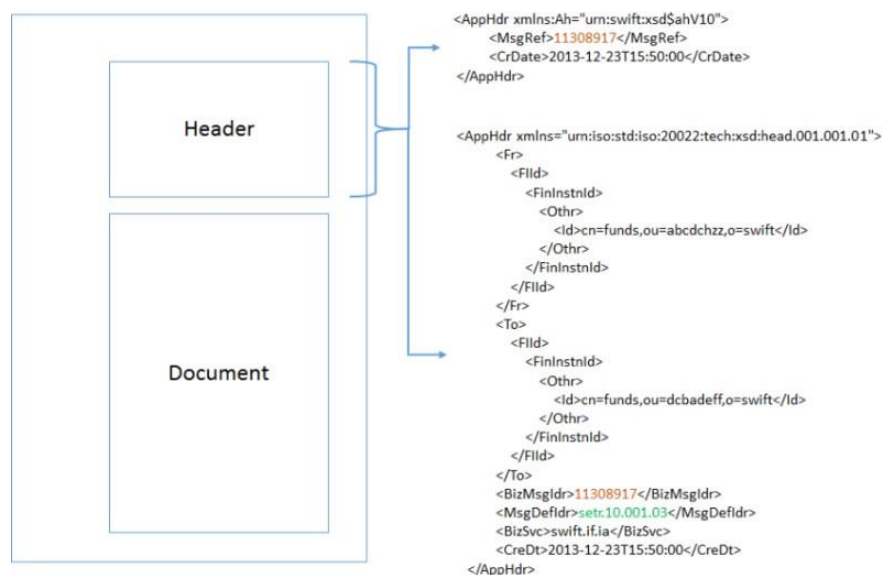 Header
Document
<AppHdr xmlns:Ah="urn:swift:xsd$ahV10">
<MsgRef>11308917</MsgRef>
<CrDate>2013-12-23T15:50:00</CrDate>
</AppHdr>
<AppHdr xmlns="urn:iso:std:iso:20022:tech:xsd:head.001.001.01">
<Fr>
<FIId>
<FinInstnId>
<Othr>
<Id>cn=funds,ou=abcdchzz,o=swift</Id>
</Othr>
</FinInstnId>
</FIId>
</Fr>
<To>
<FIId>
<FinInstnId>
<Othr>
<Id>cn=funds,ou=dcbadeff,o=swift</Id>
</Othr>
</FinInstnId>
</FIId>
</To>
<BizMsgIdr>11308917</BizMsgIdr>
<MsgDefIdr>setr.10.001.03</MsgDefIdr>
<BizSvc>swift.if.ia</BizSvc>
<CreDt>2013-12-23T15:50:00</CreDt>
</AppHdr>